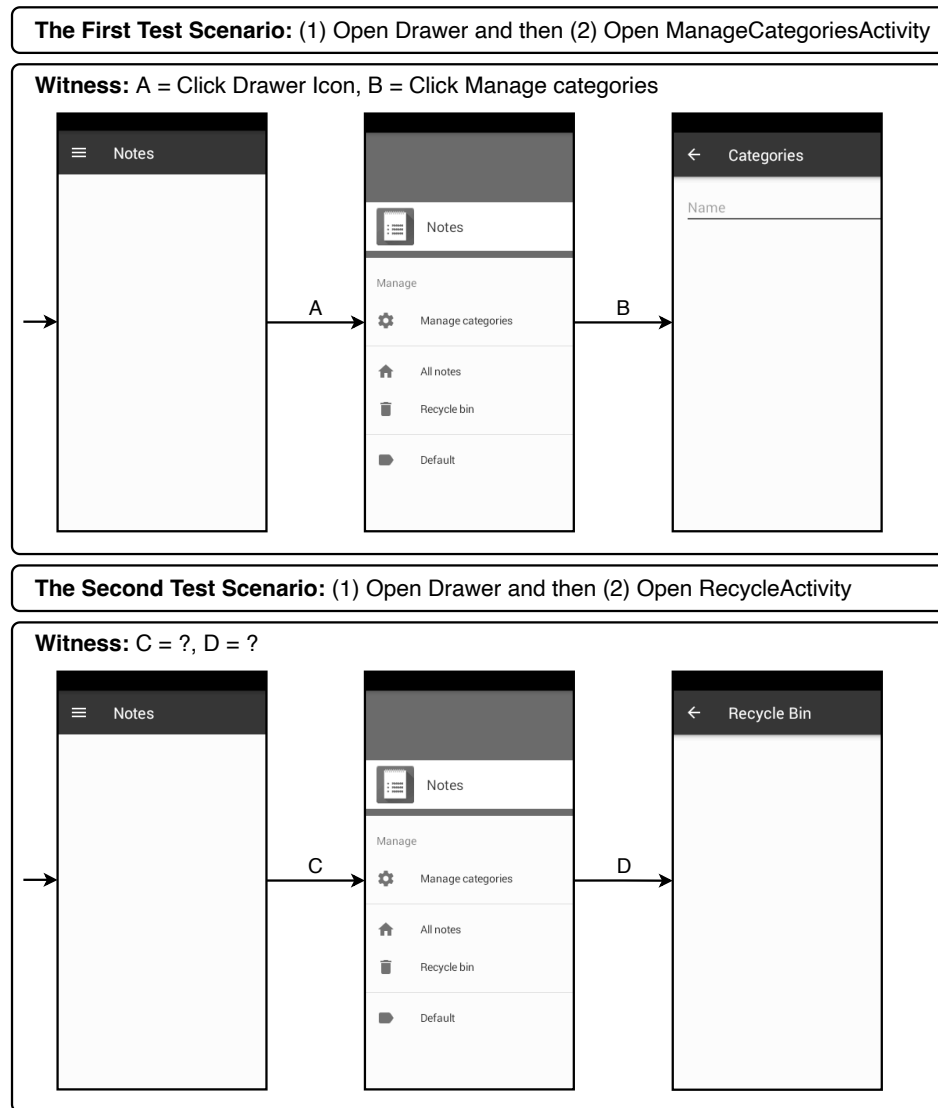 The First Test Scenario: (1) Open Drawer and then (2) Open ManageCategoriesActivity
Witness: A = Click Drawer Icon, B = Click Manage categories
Notes
A
Notes
Manage
Manage categories
All notes
Recycle bin
Default
B
Categories
Name
The Second Test Scenario: (1) Open Drawer and then (2) Open RecycleActivity
Witness: C = ?, D = ?
Notes
C
Notes
Manage
Manage categories
All notes
Recycle bin
Default
D
Recycle Bin